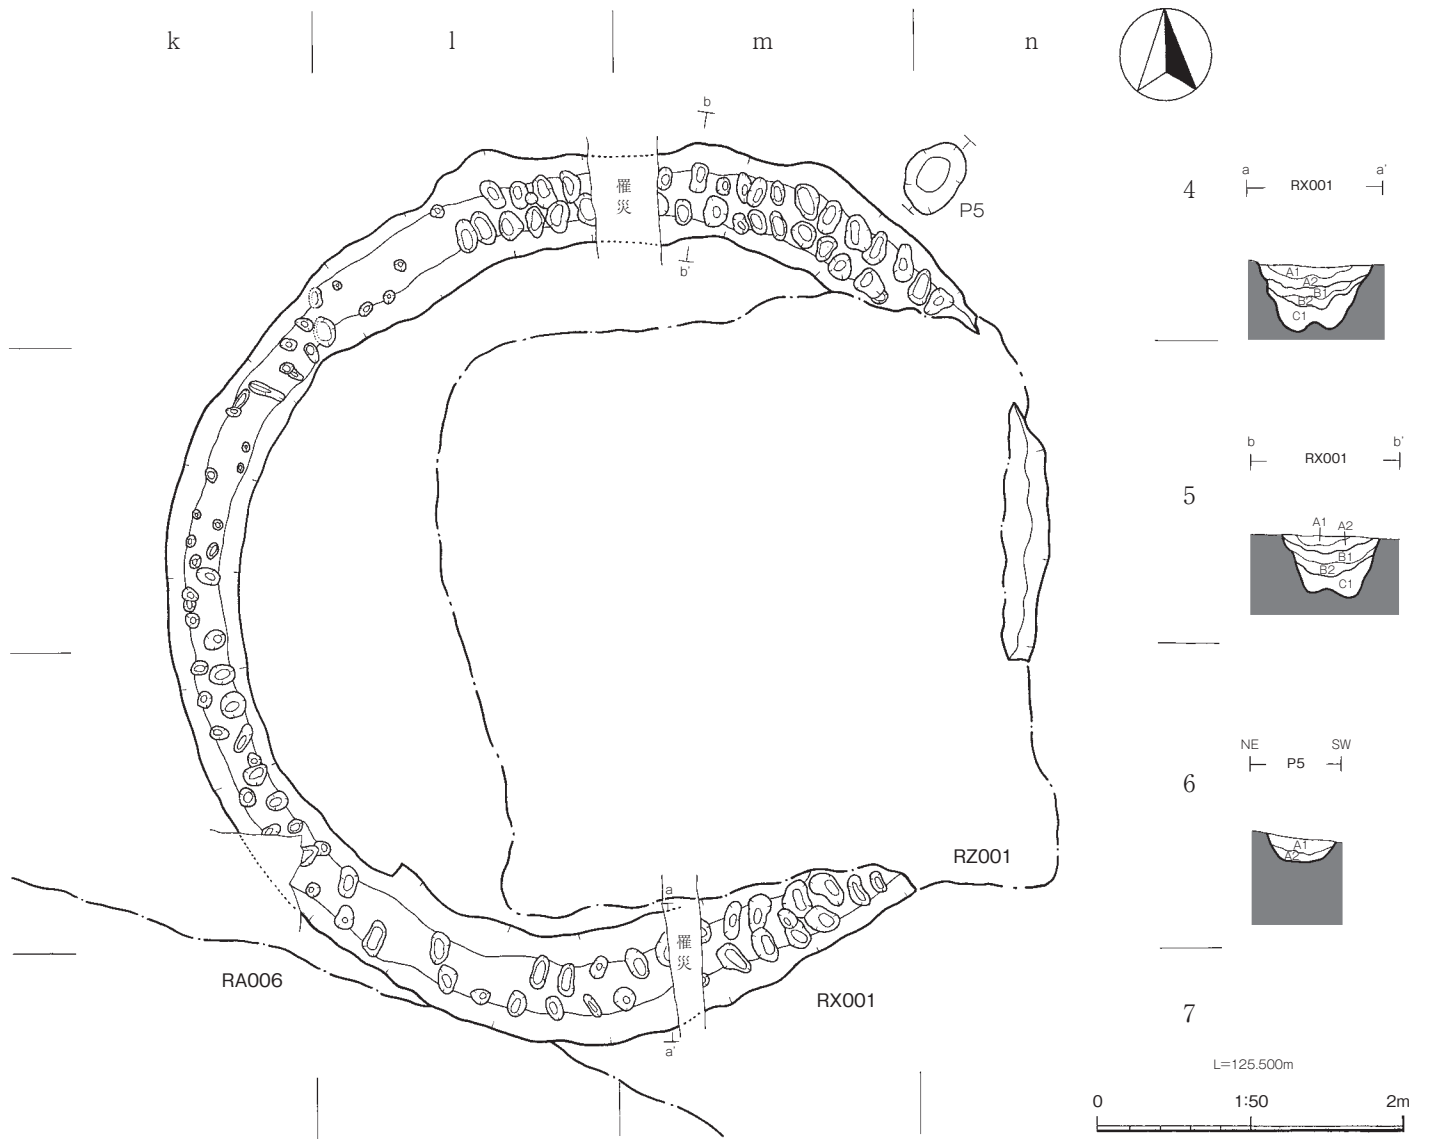 k l m n
b
罹
災
P5
b'
4
a a'
RX001
A1
A2
B1
B2
C1
5
b b'
RX001
A1 A2
B1
B2
C1
6
NE SW
P5
A1
A2
RZ001
a
罹
災
RA006
RX001
a'
7
L=125.500m
0 1:50 2m